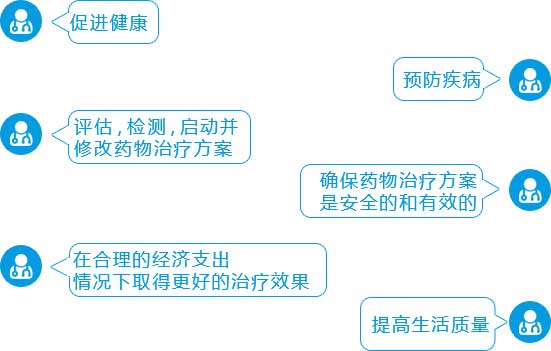 促进健康
预防疾病
评估,检测,启动并
修改药物治疗方案
确保药物治疗方案
是安全的和有效的
在合理的经济支出
情况下取得更好的治疗效果
提高生活质量